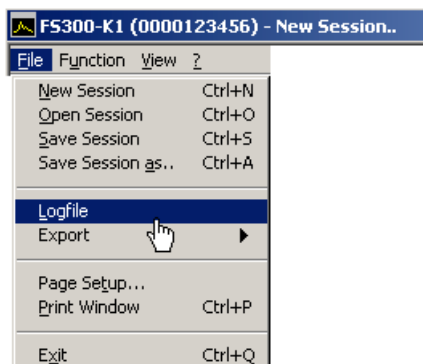 FS300-K1 (0000123456) - New Session..
File Function View ?
New Session Ctrl+N
Open Session Ctrl+O
Save Session Ctrl+S
Save Session as.. Ctrl+A
Logfile
Export
Page Setup...
Print Window Ctrl+P
Exit Ctrl+Q